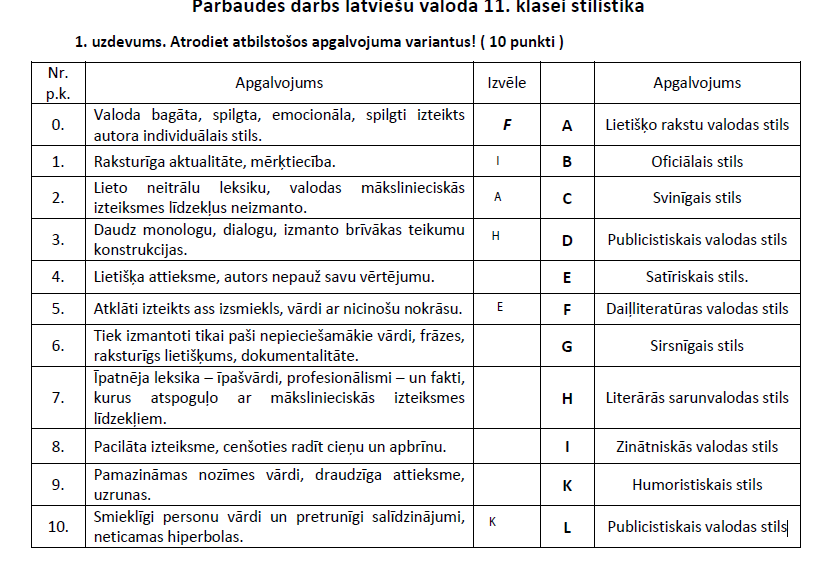 Pārbaudes darbs latviešu valodā 11. klasei stilistika
1. uzdevums. Atrodiet atbilstošos apgalvojuma variantus! ( 10 punkti )
Nr. p.k. Apgalvojums Izvēle Apgalvojums
0. Valoda bagāta, spilgta, emocionāla, spilgti izteikts
autora individuālais stils. F A Lietišķo rakstu valodas stils
1. Raksturīga aktualitāte, mērķtiecība. I B Oficiālais stils
2. Lieto neitrālu leksiku, valodas mākslinieciskās
izteiksmes līdzekļus neizmanto. A C Svinīgais stils
3. Daudz monologu, dialogu, izmanto brīvākas teikumu
konstrukcijas. H D Publicistiskais valodas stils
4. Lietišķa attieksme, autors nepauž savu vērtējumu. E Satīriskais stils.
5. Atklāti izteikts ass izsmiekls, vārdi ar nicinošu nokrāsu. E F Daiļliteratūras valodas stils
6. Tiek izmantoti tikai paši nepieciešamākie vārdi, frāzes,
raksturīgs lietišķums, dokumentalitāte. G Sirsnīgais stils
7. Īpatnēja leksika – īpašvārdi, profesionālismi – un fakti,
kurus atspoguļo ar mākslinieciskās izteiksmes
līdzekļiem. H Literārās sarunvalodas stils
8. Pacilāta izteiksme, cenšoties radīt cieņu un apbrīnu. I Zinātniskās valodas stils
9. Pamazināmas nozīmes vārdi, draudzīga attieksme,
uzrunas. K Humoristiskais stils
10. Smieklīgi personu vārdi un pretrunīgi salīdzinājumi,
neticamas hiperbolas. K L Publicistiskais valodas stils